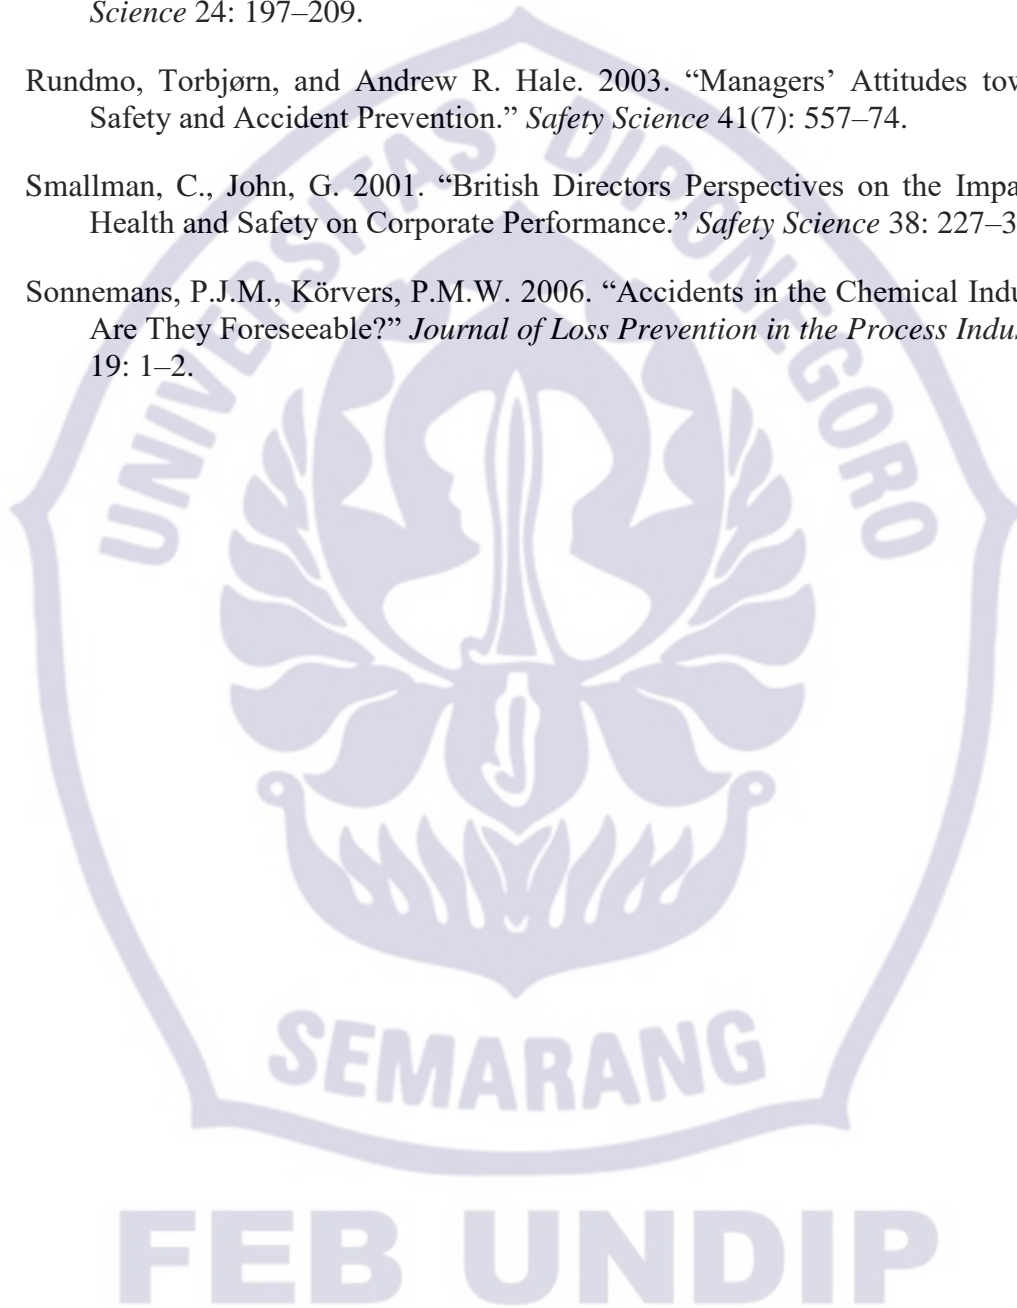 Science 24: 197–209.
Rundmo, Torbjørn, and Andrew R. Hale. 2003. “Managers’ Attitudes tow
Safety and Accident Prevention.” Safety Science 41(7): 557–74.
Smallman, C., John, G. 2001. “British Directors Perspectives on the Impa
Health and Safety on Corporate Performance.” Safety Science 38: 227–3
Sonnemans, P.J.M., Körvers, P.M.W. 2006. “Accidents in the Chemical Indu
Are They Foreseeable?” Journal of Loss Prevention in the Process Indus
19: 1–2.
UNIVERSITAS DIPONEGORO
SEMARANG
FEB UNDIP